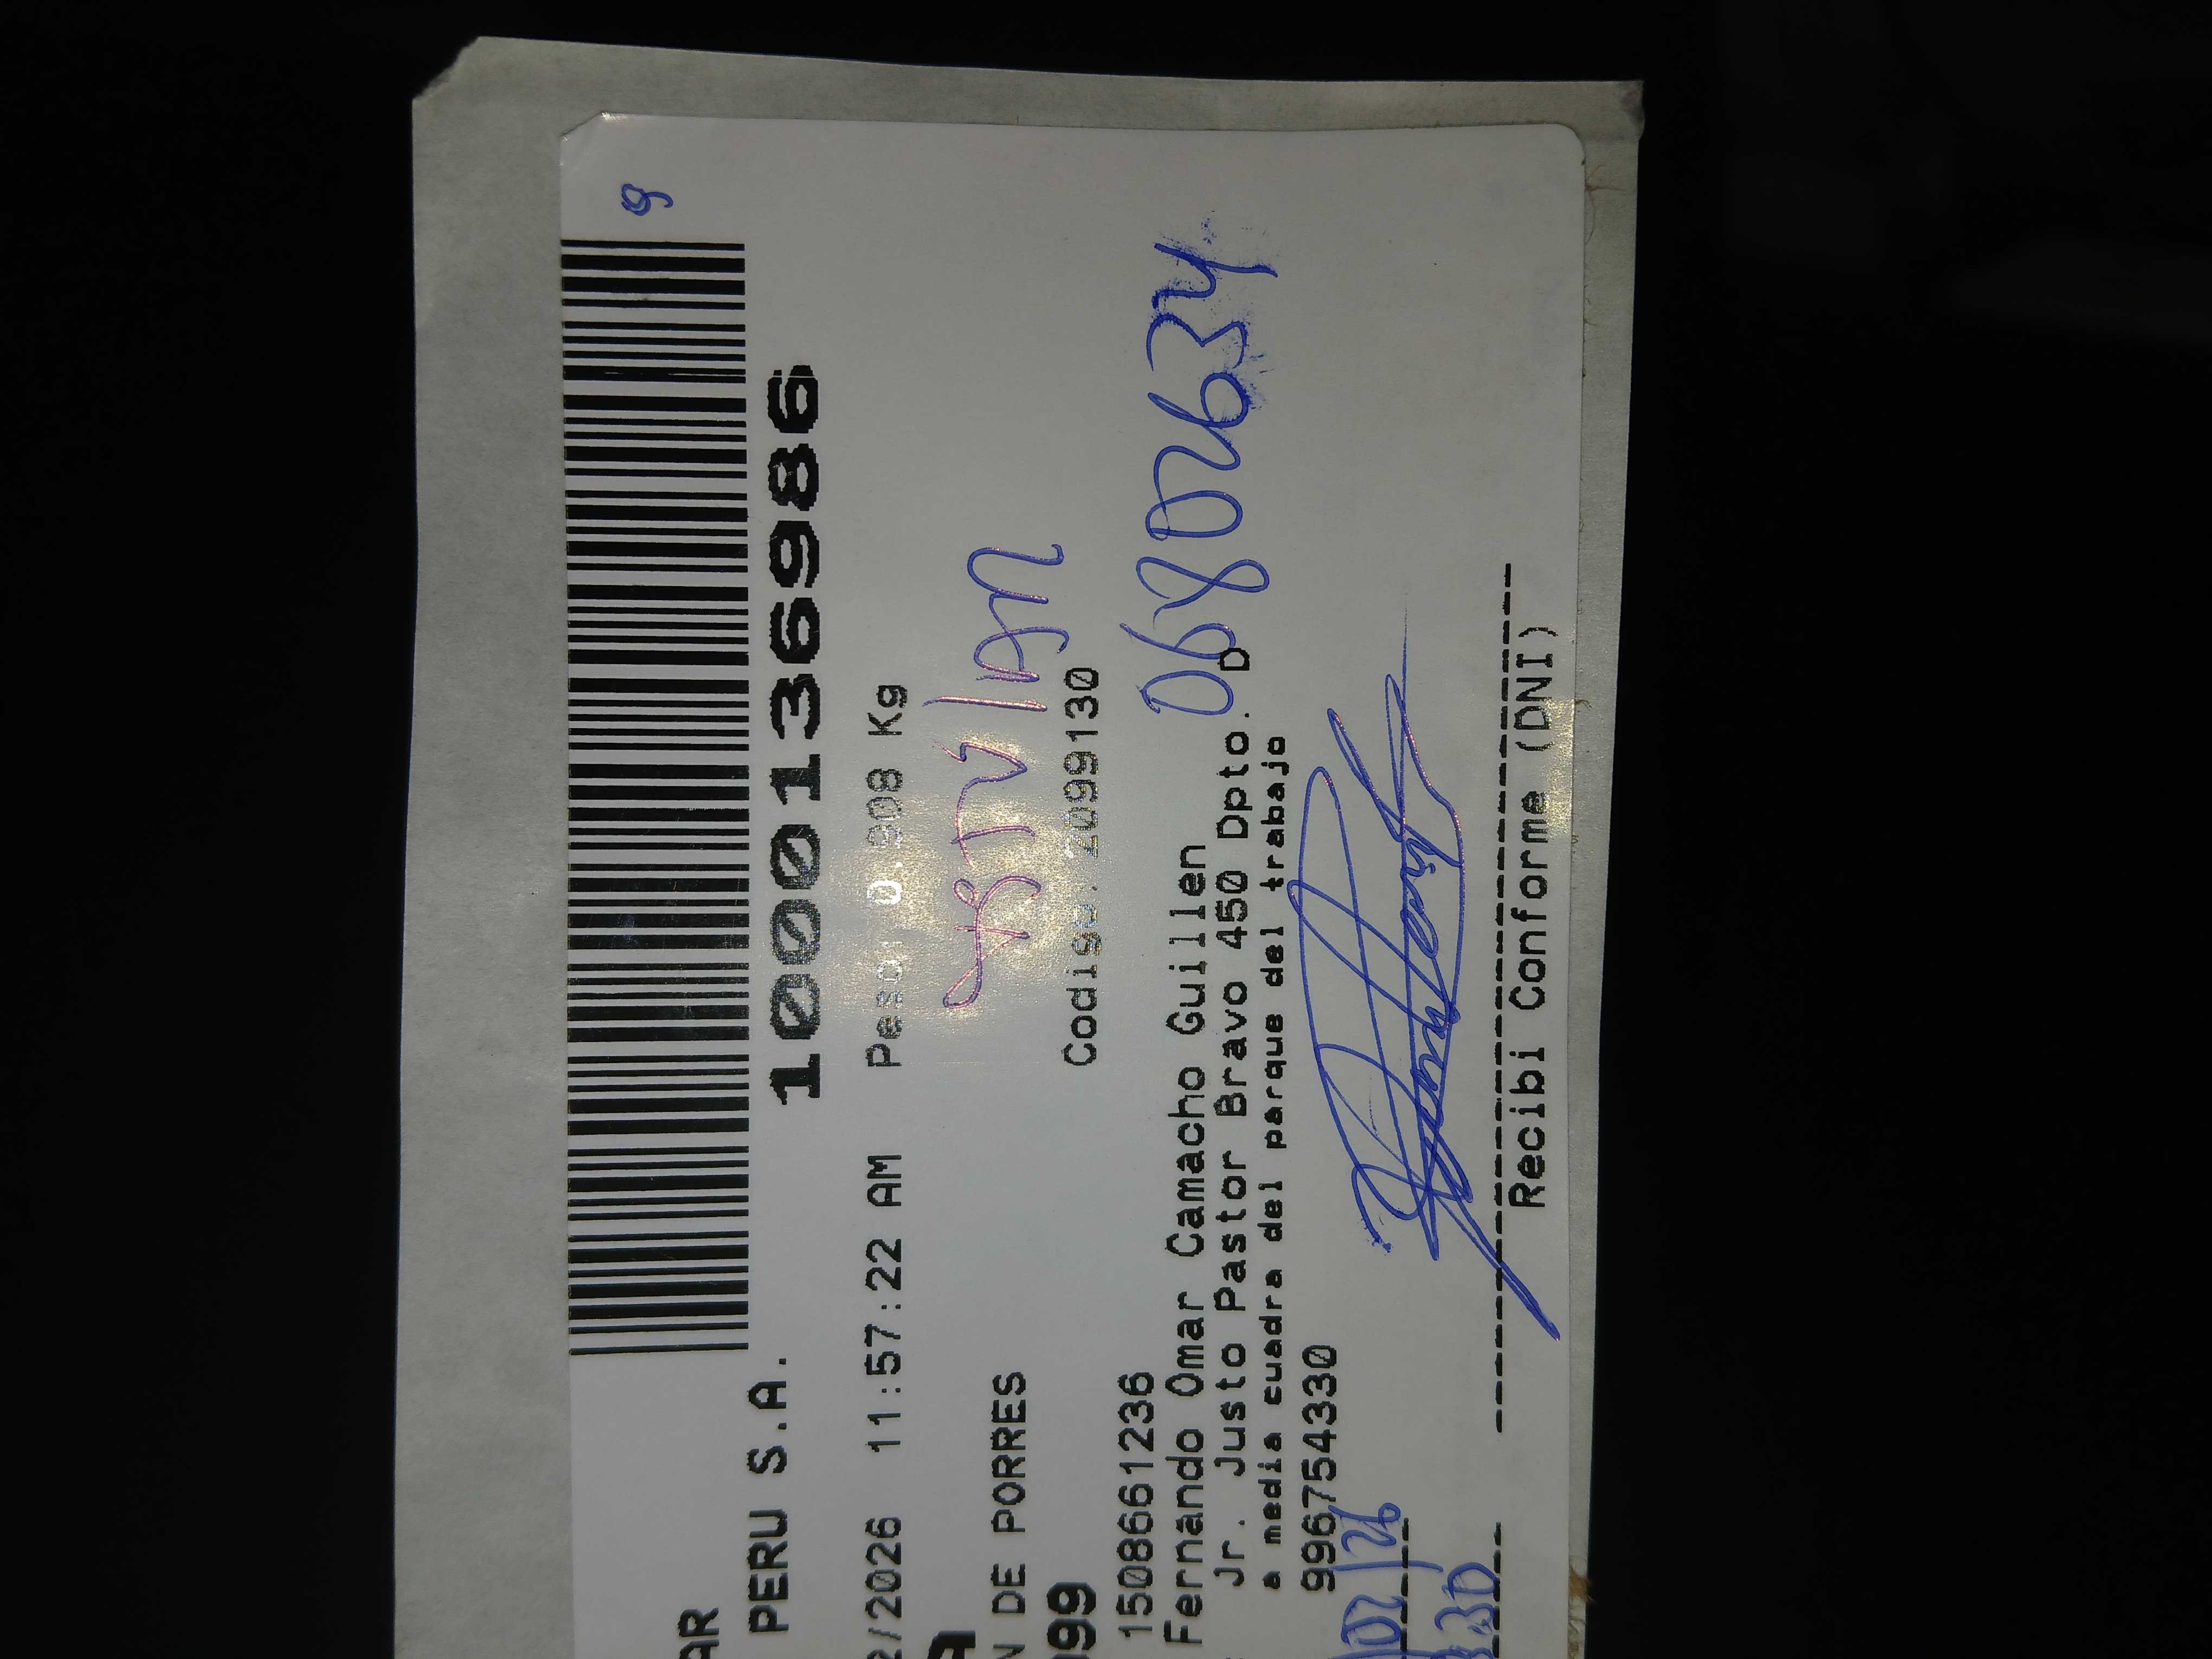 g
AR
PERU S.A.
1000136986
2/2026 11:57:22 AM Peso: 0.908 Kg
A
N DE PORRES
099
Codigo: 2099130
1508661236
Fernando Omar Camacho Guillen
Jr. Justo Pastor Bravo 450 Dpto. D
a media cuadra del parque del trabajo
996754330
06802634
Recibi Conforme (DNI)